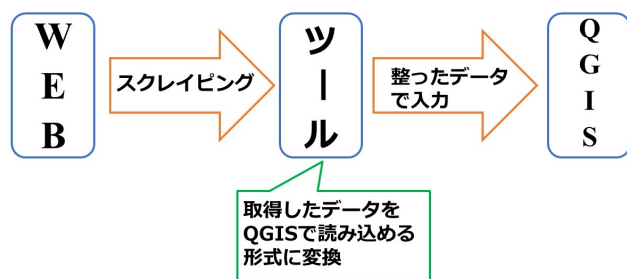 WEB
スクレイピング
ツール
整ったデータ
で入力
QGIS
取得したデータを
QGISで読み込める
形式に変換